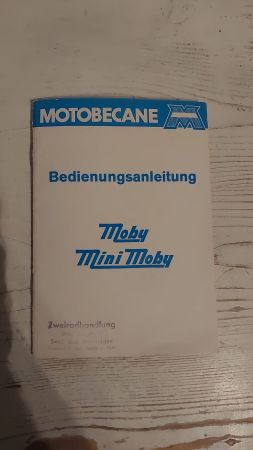 MOTOBECANE
Bedienungsanleitung
Moby
Mini Moby
Zweiradhandlung